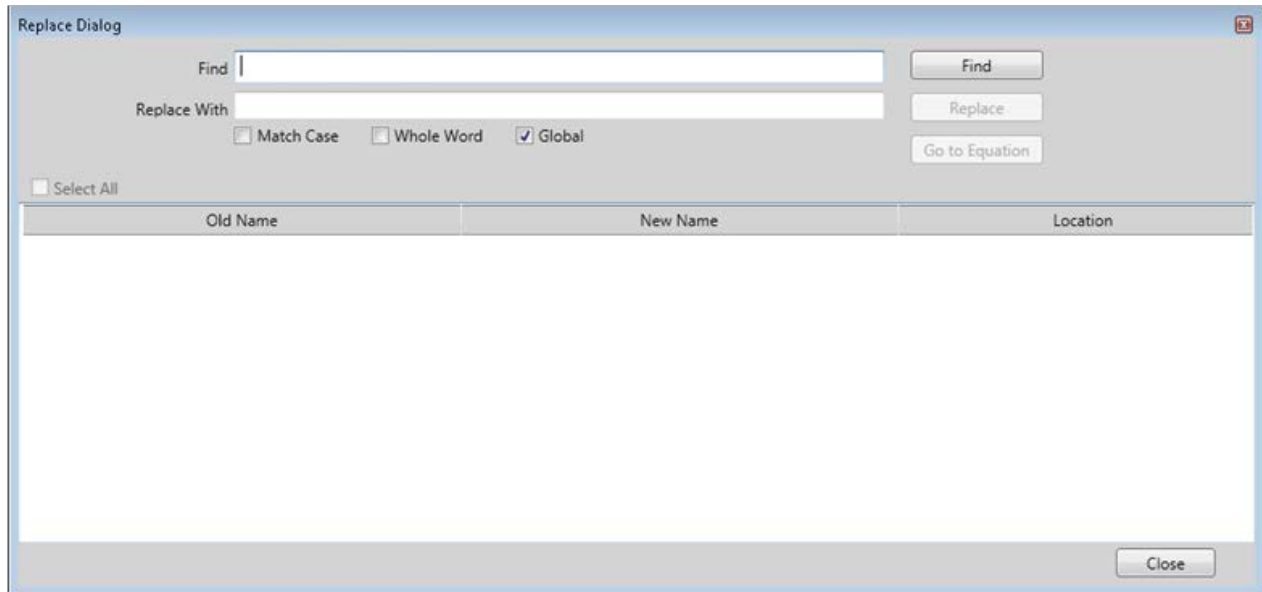 Replace Dialog
Find
Find
Replace With
Replace
Match Case Whole Word Global
Go to Equation
Select All
Old Name New Name Location
Close